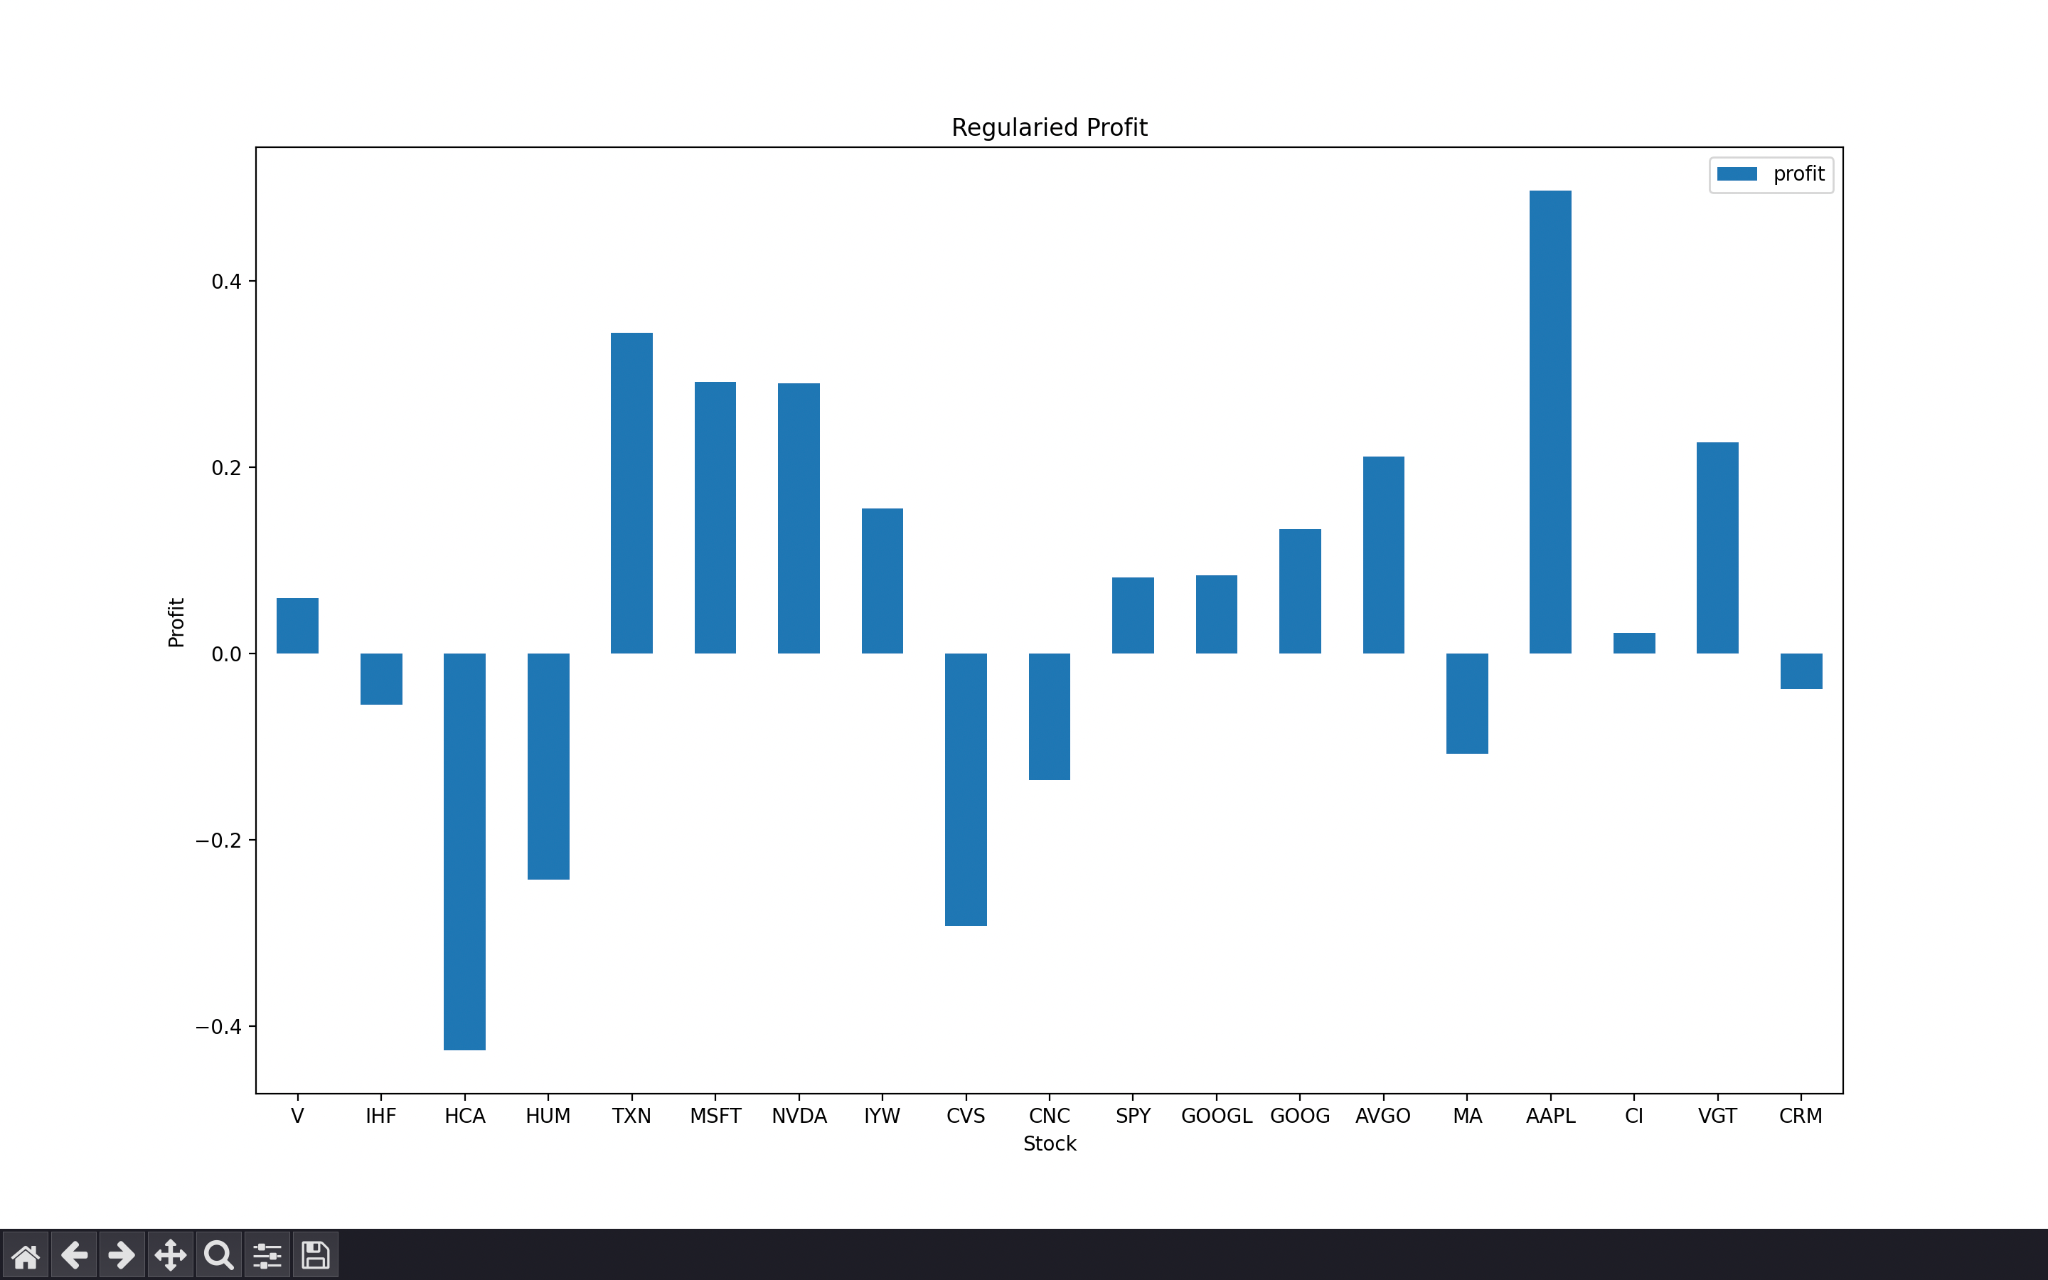 Regularied Profit
profit
0.4
0.2
0.0
−0.2
−0.4
Profit
V IHF HCA HUM TXN MSFT NVDA IYW CVS CNC SPY GOOGL GOOG AVGO MA AAPL CI VGT CRM
Stock